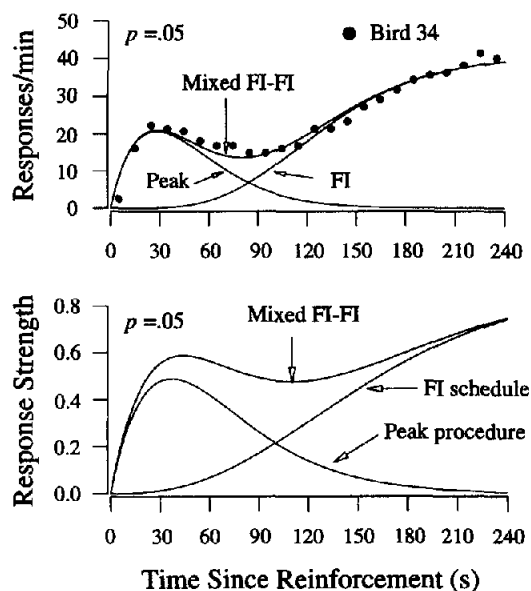 50
p =.05
● Bird 34
40
Mixed FI-FI
30
20
Peak
FI
10
0
Responses/min
0 30 60 90 120 150 180 210 240
0.8
p =.05
Mixed FI-FI
0.6
FI schedule
0.4
Peak procedure
0.2
0.0
Response Strength
0 30 60 90 120 150 180 210 240
Time Since Reinforcement (s)